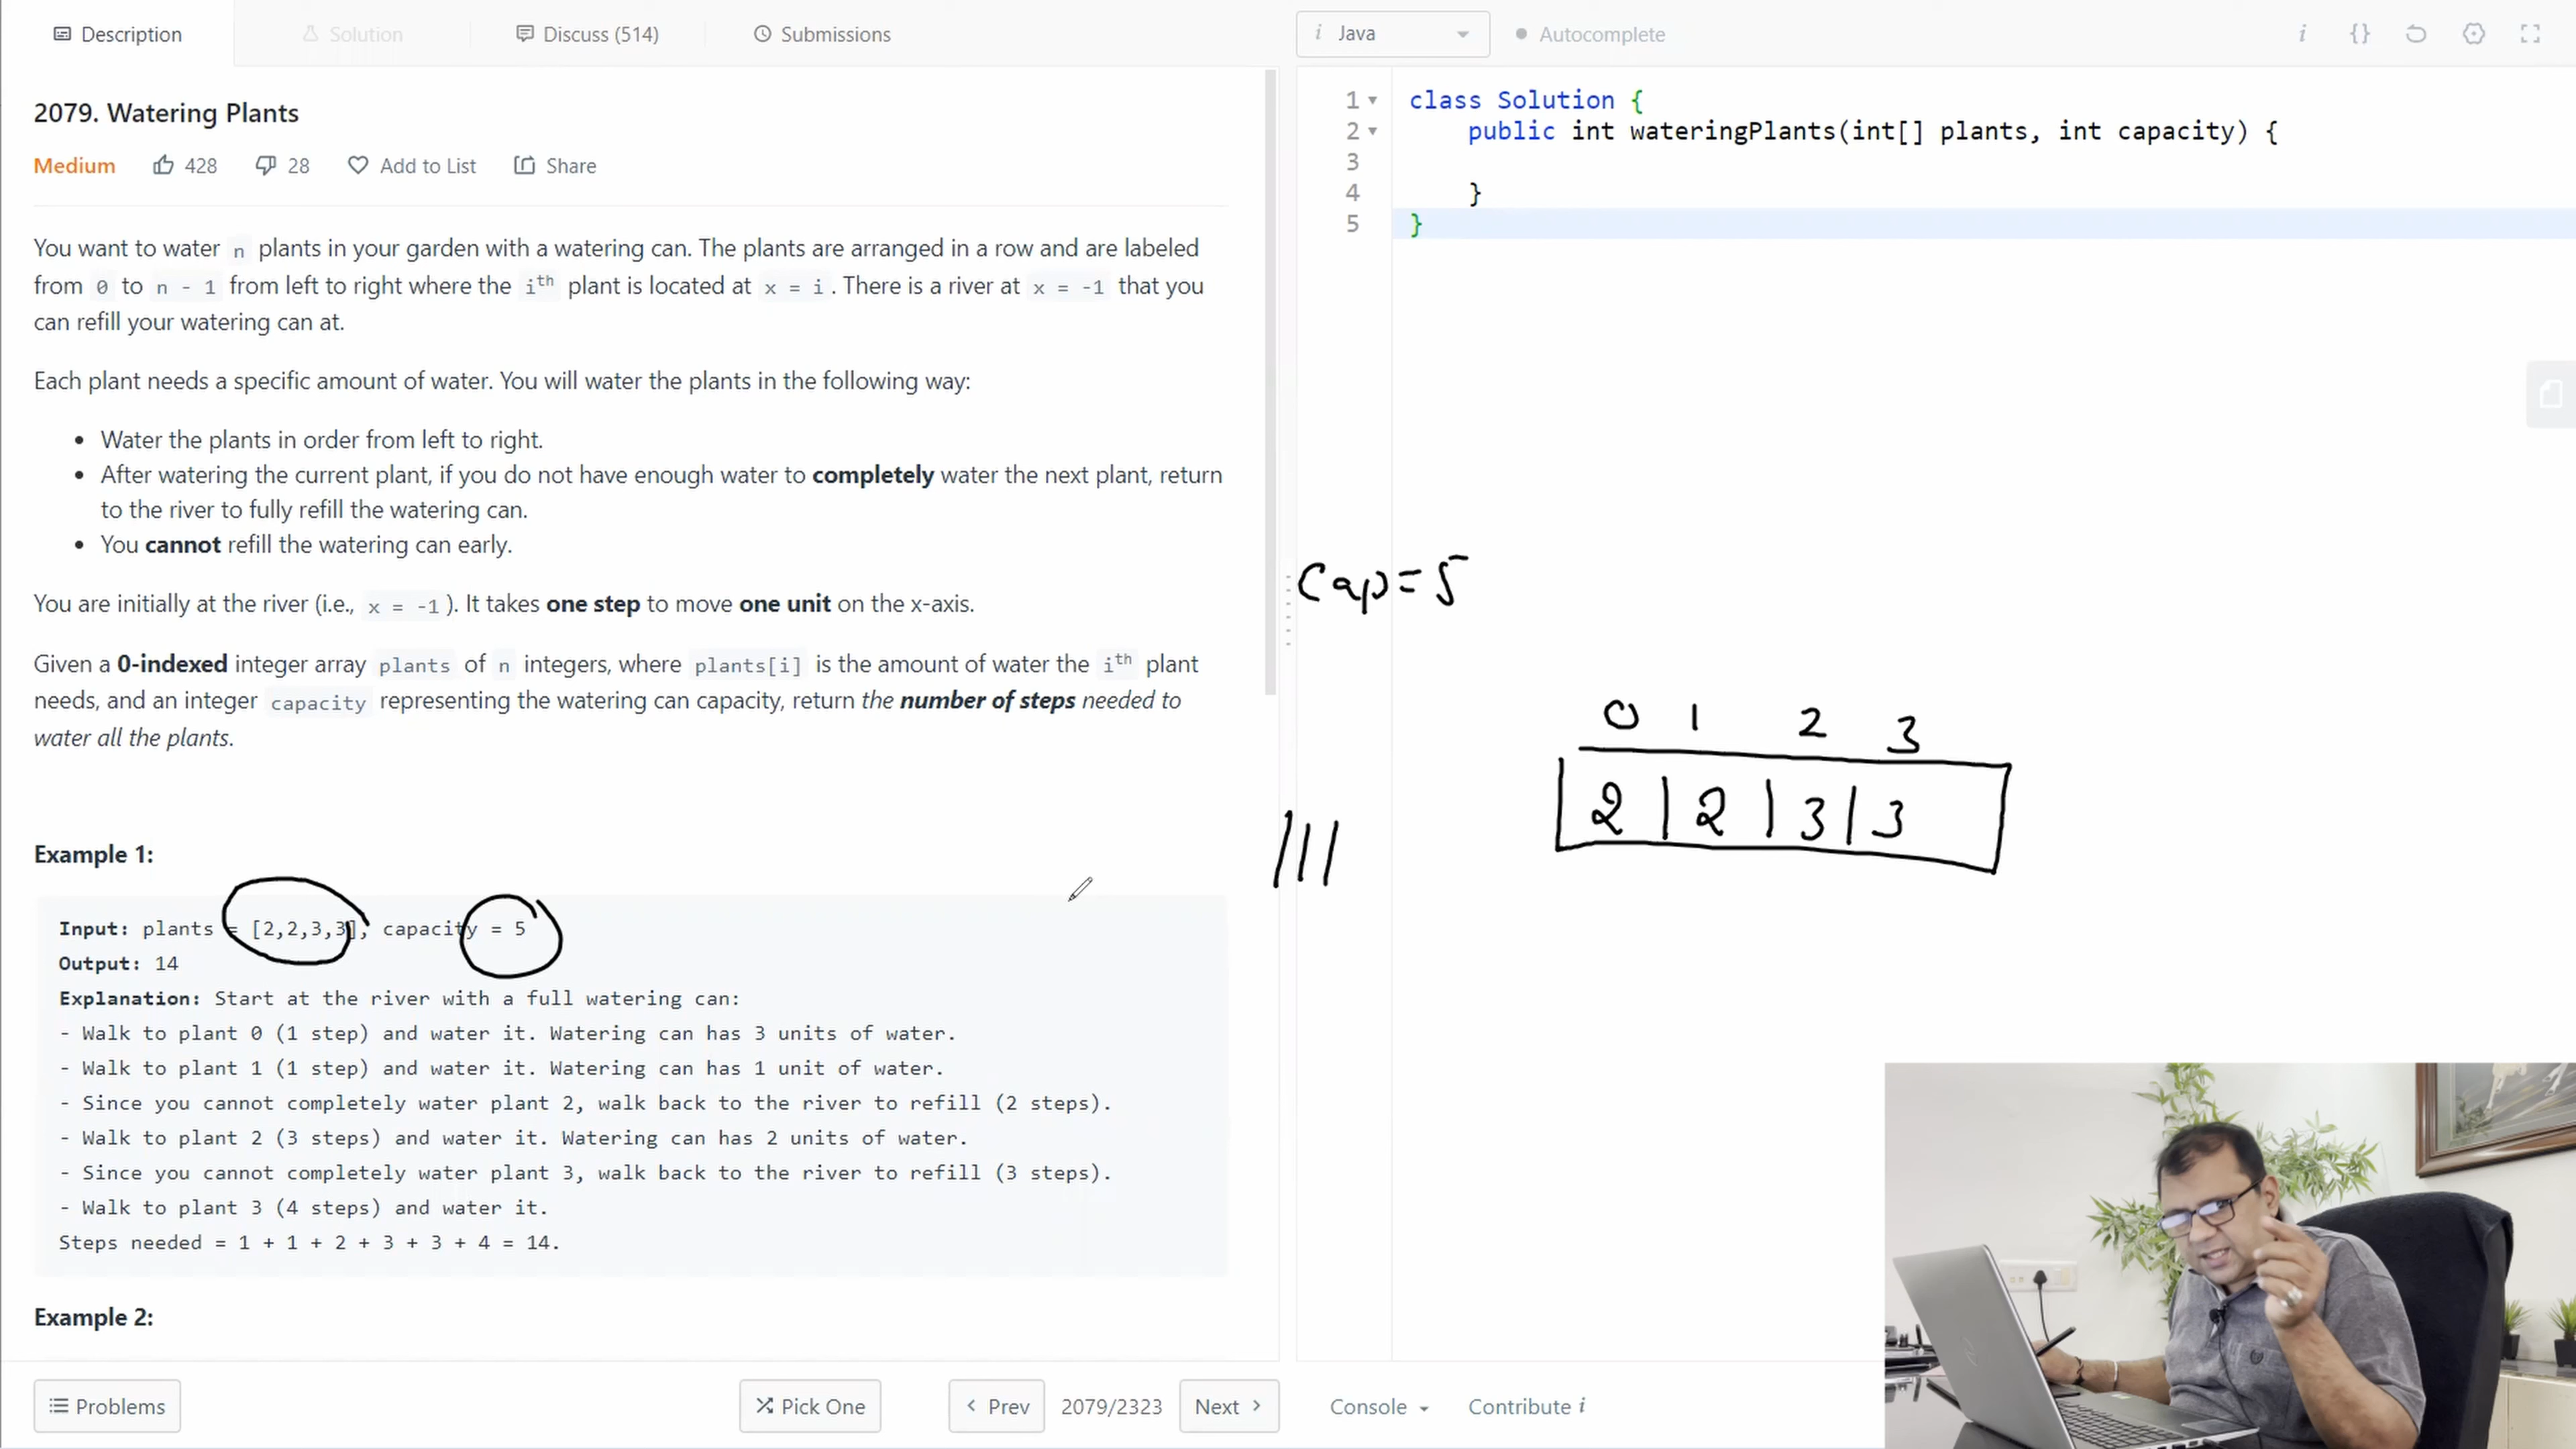 Description
Solution
Discuss (514)
Submissions
2079. Watering Plants
Medium 428 28 Add to List Share
You want to water n plants in your garden with a watering can. The plants are arranged in a row and are labeled
from 0 to n - 1 from left to right where the ith plant is located at x = i. There is a river at x = -1 that you
can refill your watering can at.
Each plant needs a specific amount of water. You will water the plants in the following way:
• Water the plants in order from left to right.
• After watering the current plant, if you do not have enough water to completely water the next plant, return
to the river to fully refill the watering can.
• You cannot refill the watering can early.
You are initially at the river (i.e., x = -1). It takes one step to move one unit on the x-axis.
Given a 0-indexed integer array plants of n integers, where plants[i] is the amount of water the ith plant
needs, and an integer capacity representing the watering can capacity, return the number of steps needed to
water all the plants.
Example 1:
Input: plants = [2,2,3,3], capacity = 5
Output: 14
Explanation: Start at the river with a full watering can:
- Walk to plant 0 (1 step) and water it. Watering can has 3 units of water.
- Walk to plant 1 (1 step) and water it. Watering can has 1 unit of water.
- Since you cannot completely water plant 2, walk back to the river to refill (2 steps).
- Walk to plant 2 (3 steps) and water it. Watering can has 2 units of water.
- Since you cannot completely water plant 3, walk back to the river to refill (3 steps).
- Walk to plant 3 (4 steps) and water it.
Steps needed = 1 + 1 + 2 + 3 + 3 + 4 = 14.
Example 2:
Problems
Pick One
Prev
2079/2323
Next
i Java
Autocomplete
i {}
1 class Solution {
2 public int wateringPlants(int[] plants, int capacity) {
3
4 }
5 }
Cap = 5
0 1 2 3
2 | 2 | 3 | 3
Console
Contribute i